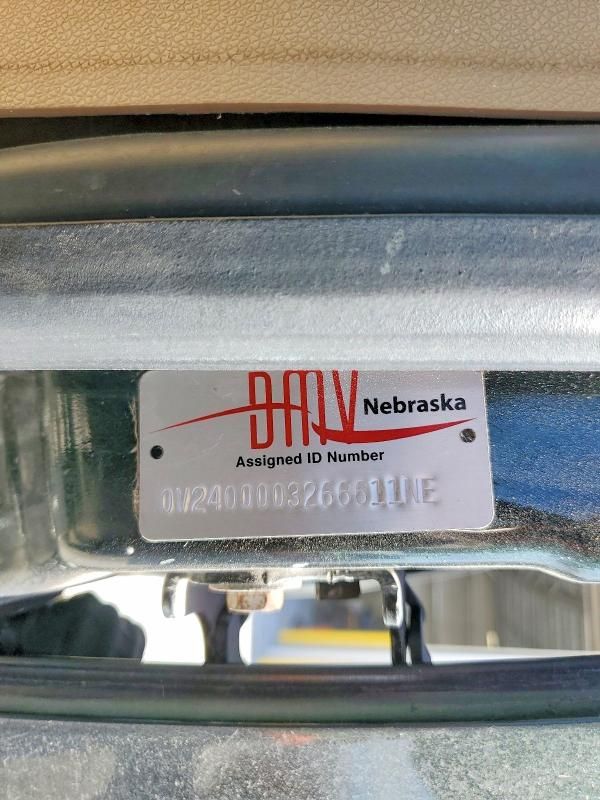 DMV Nebraska
Assigned ID Number
0V2400003266611NE